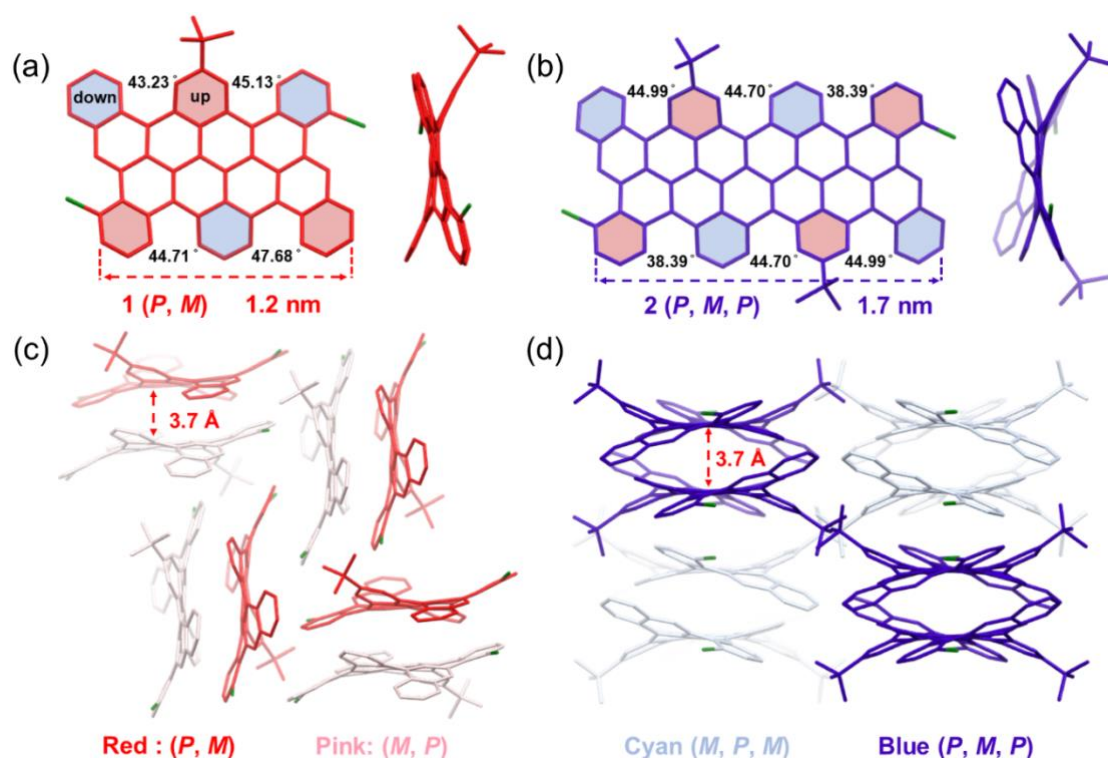 (a)
43.23°
45.13°
down
up
44.71°
47.68°
1 (P, M) 1.2 nm
(b)
44.99°
44.70°
38.39°
38.39°
44.70°
44.99°
2 (P, M, P) 1.7 nm
(c)
3.7 Å
Red : (P, M)
Pink: (M, P)
(d)
3.7 Å
Cyan (M, P, M)
Blue (P, M, P)